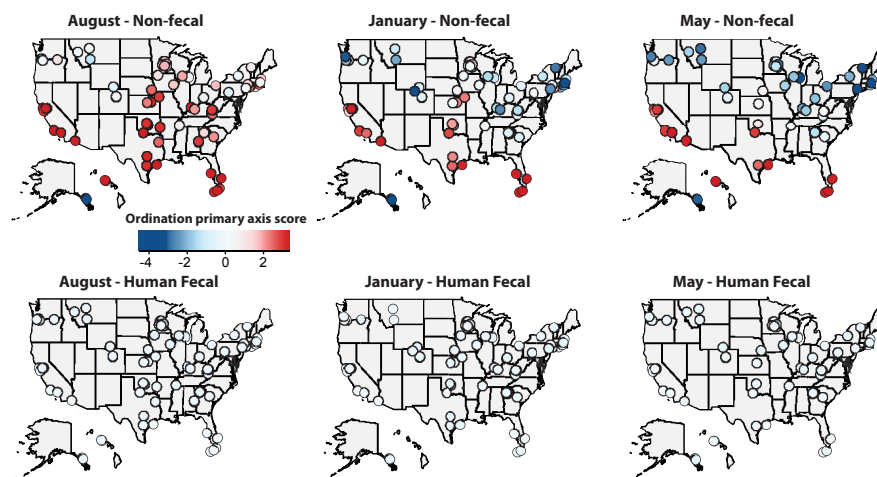 August - Non-fecal
January - Non-fecal
May - Non-fecal
Ordination primary axis score
-4 -2 0 2
August - Human Fecal
January - Human Fecal
May - Human Fecal